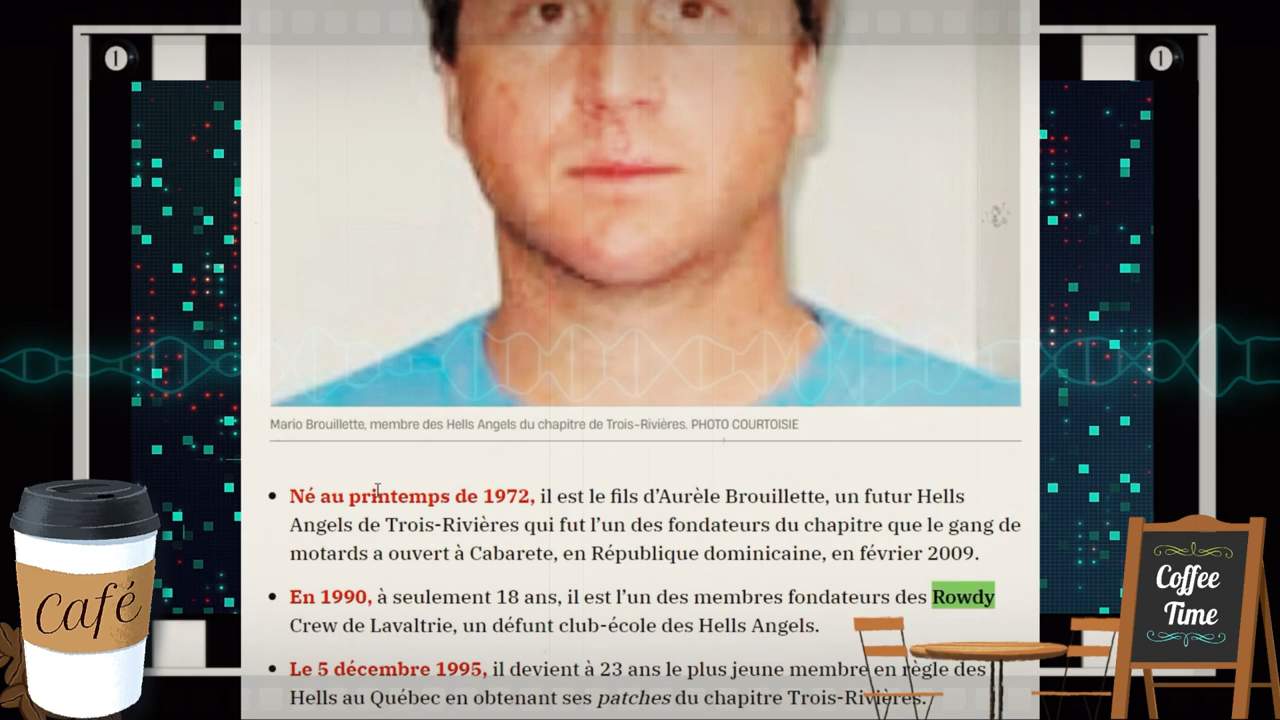 1
1
Mario Brouillette, membre des Hells Angels du chapitre de Trois-Rivières. PHOTO COURTOISIE
Né au printemps de 1972, il est le fils d’Aurèle Brouillette, un futur Hells
Angels de Trois-Rivières qui fut l’un des fondateurs du chapitre que le gang de
motards a ouvert à Cabarete, en République dominicaine, en février 2009.
En 1990, à seulement 18 ans, il est l’un des membres fondateurs des Rowdy
Crew de Lavaltrie, un défunt club-école des Hells Angels.
Le 5 décembre 1995, il devient à 23 ans le plus jeune membre en règle des
Hells au Québec en obtenant ses patches du chapitre Trois-Rivières.
Café
Coffee
Time